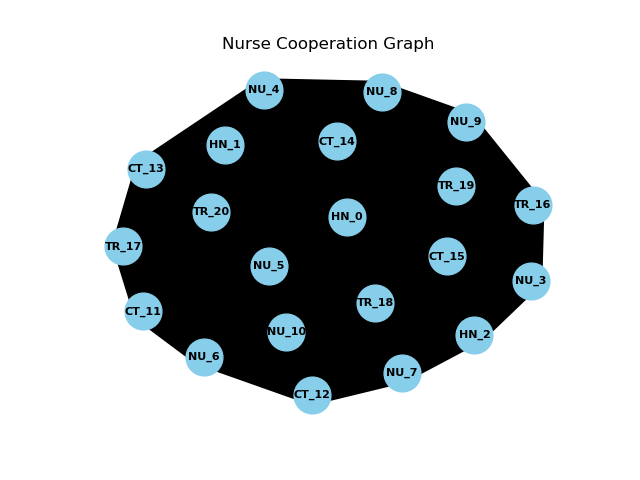 Nurse Cooperation Graph
NU_4
NU_8
NU_9
HN_1
CT_14
CT_13
TR_19
TR_16
TR_20
HN_0
TR_17
CT_15
NU_5
NU_3
TR_18
CT_11
NU_10
HN_2
NU_6
NU_7
CT_12